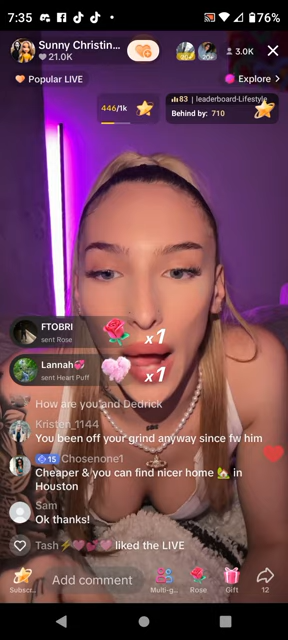 7:35
76%
Sunny Christin...
21.0K
3.0K
Popular LIVE
Explore >
446/1k
83 | leaderboard-Lifestyle
Behind by: 710
FTOBRI
sent Rose
x1
Lannah💞
sent Heart Puff
x1
How are you and Dedrick
Kristen_1144
You been off your grind anyway since fw him
15 Chosenone1
Cheaper & you can find nicer home 🏡 in
Houston
Sam
Ok thanks!
Tash⚡💗💕💗 liked the LIVE
Subscr...
Add comment
Multi-g...
Rose
Gift
12